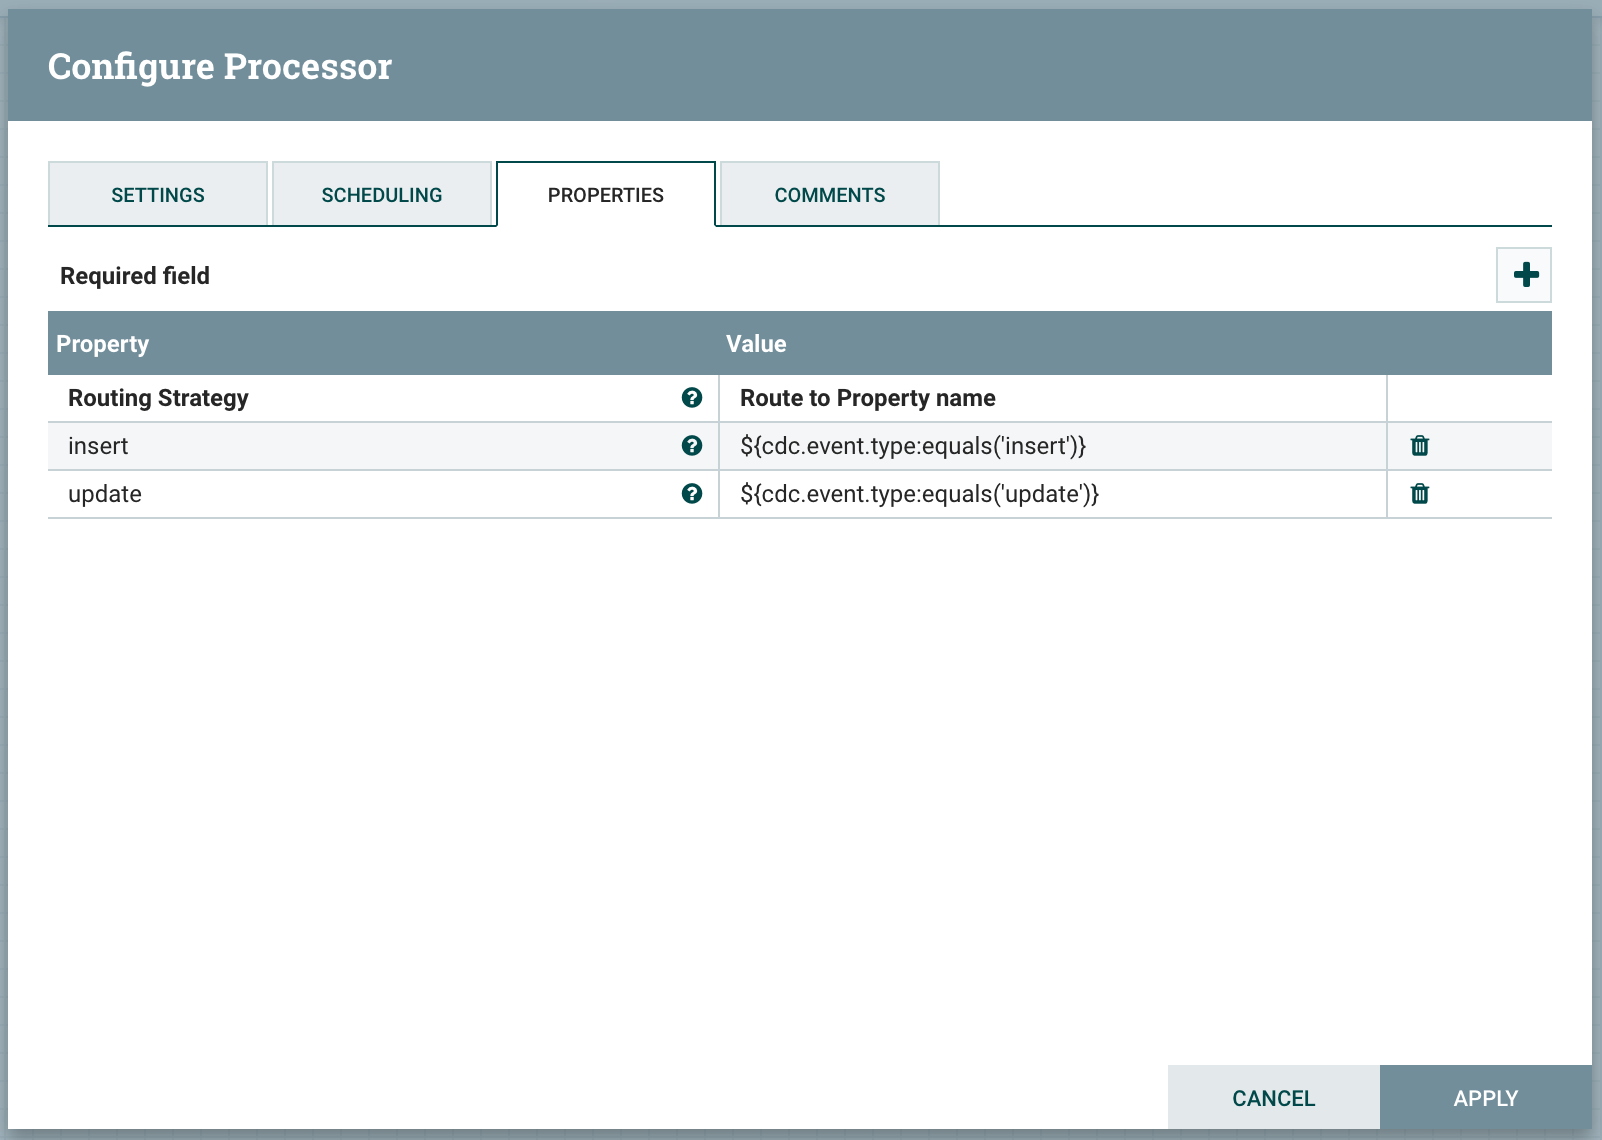 Configure Processor
SETTINGS SCHEDULING PROPERTIES COMMENTS
Required field
Property Value
Routing Strategy Route to Property name
insert ${cdc.event.type:equals('insert')}
update ${cdc.event.type:equals('update')}
CANCEL APPLY